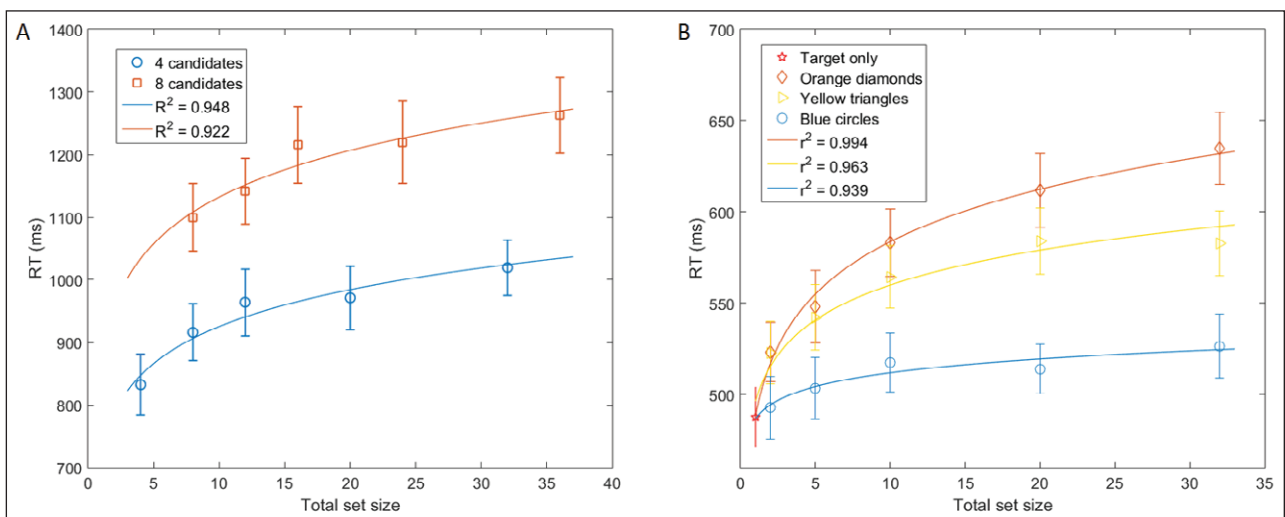 A
1400
1300
1200
1100
1000
900
800
700
RT (ms)
0 5 10 15 20 25 30 35 40
Total set size
4 candidates
8 candidates
R² = 0.948
R² = 0.922
B
700
650
600
550
500
RT (ms)
0 5 10 15 20 25 30 35
Total set size
Target only
Orange diamonds
Yellow triangles
Blue circles
r² = 0.994
r² = 0.963
r² = 0.939